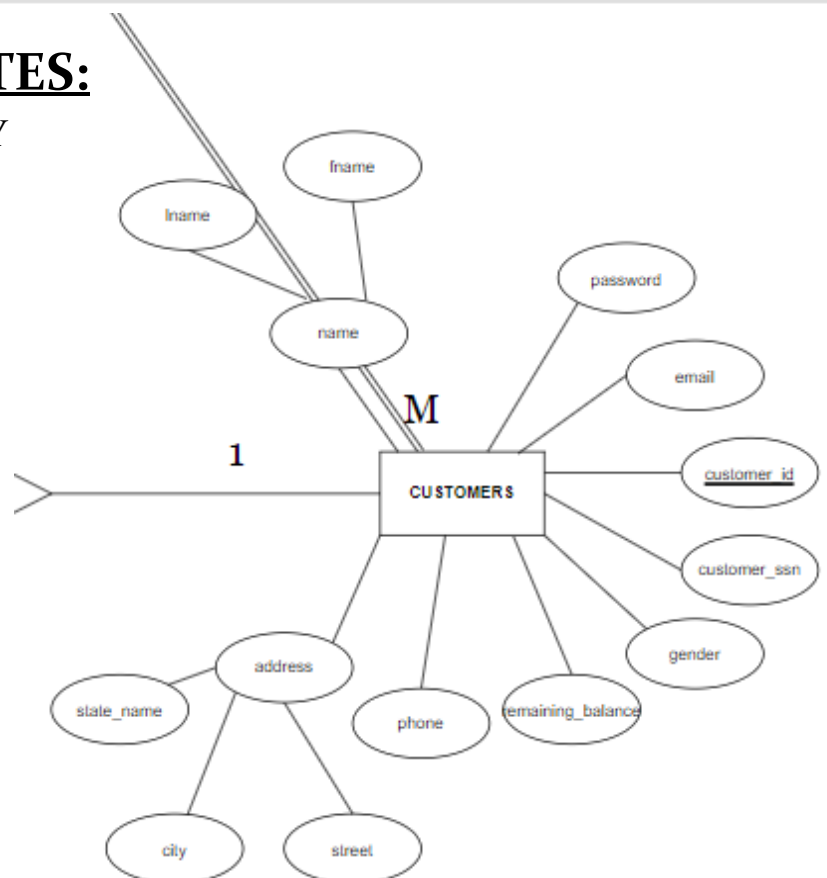 TES:
Y
fname
lname
password
name
email
M
1
customer_id
CUSTOMERS
customer_ssn
gender
address
state_name
phone
remaining_balance
city
street